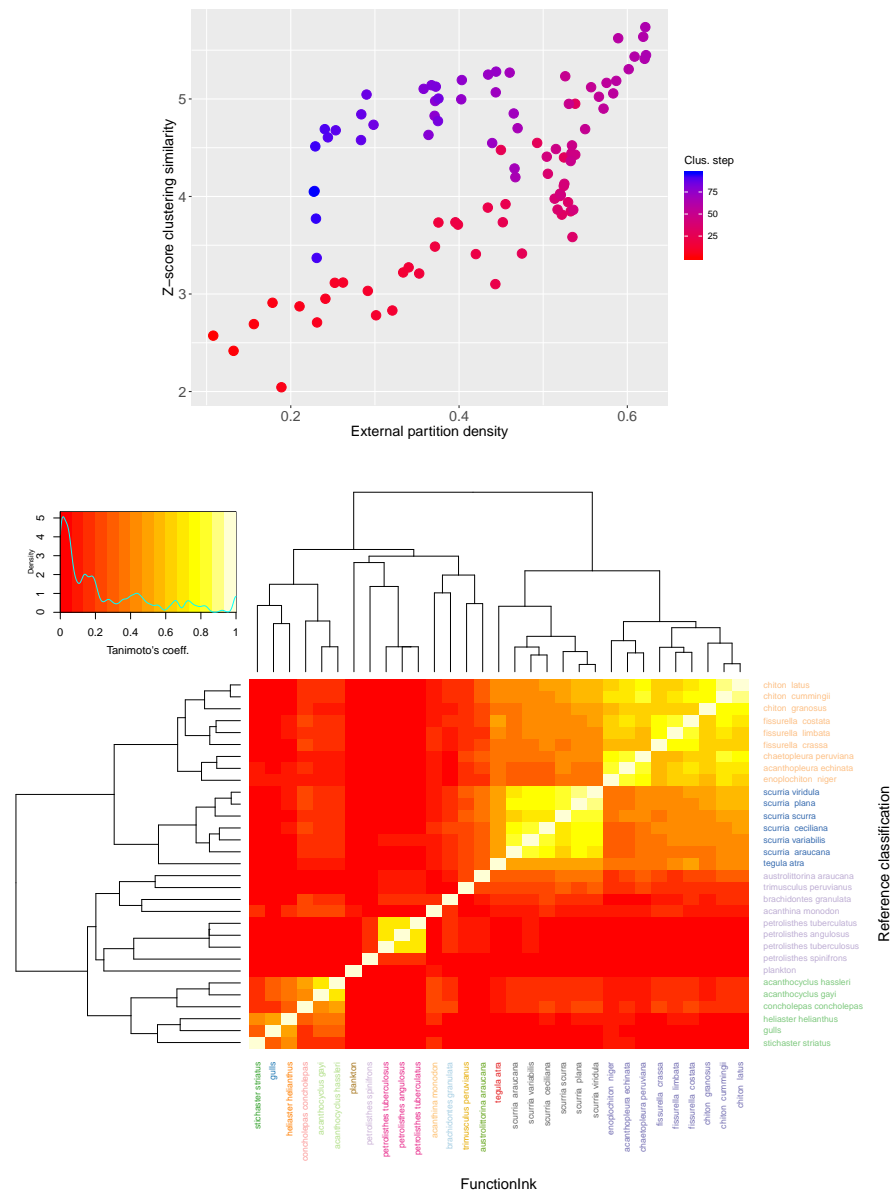 5
4
3
2
Z−score clustering similarity
0.2
0.4
0.6
External partition density
Clus. step
75
50
25
5
4
3
2
1
0
Density
0
0.2
0.4
0.6
0.8
1
Tanimoto's coeff.
chiton latus
chiton cummingli
chiton granosus
fissurella costata
fissurella limbata
fissurella crassa
chaetopleura peruviana
acanthopleura echinata
enoplochiton niger
scurria viridula
scurria plana
scurria scurra
scurria ceciliana
scurria variabilis
scurria araucana
tegula atra
austrolittorina araucana
trimusculus peruvianus
brachidontes granulata
acanthina monodon
petrolisthes tuberculatus
petrolisthes angulosus
petrolisthes tuberculosus
petrolisthes spinifrons
plankton
acanthocyclus hassleri
acanthocyclus gayi
concholepas concholepas
heliaster helianthus
gulls
stichaster striatus
Reference classification
stichaster striatus
gulls
heliaster helianthus
concholepas concholepas
acanthocyclus gayi
acanthocyclus hassleri
plankton
petrolisthes spinifrons
petrolisthes tuberculosus
petrolisthes angulosus
petrolisthes tuberculatus
acanthina monodon
brachidontes granulata
trimusculus peruvianus
austrolittorina araucana
tegula atra
scurria araucana
scurria variabilis
scurria ceciliana
scurria scurra
scurria plana
scurria viridula
enoplochiton niger
acanthopleura echinata
chaetopleura peruviana
fissurella crassa
fissurella limbata
fissurella costata
chiton granosus
chiton cummingli
chiton latus
FunctionInk